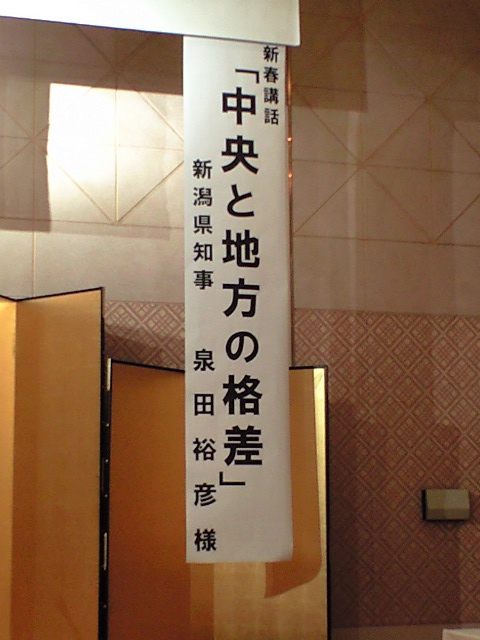 新春講話
「中央と地方の格差」
新潟県知事 泉田裕彦様